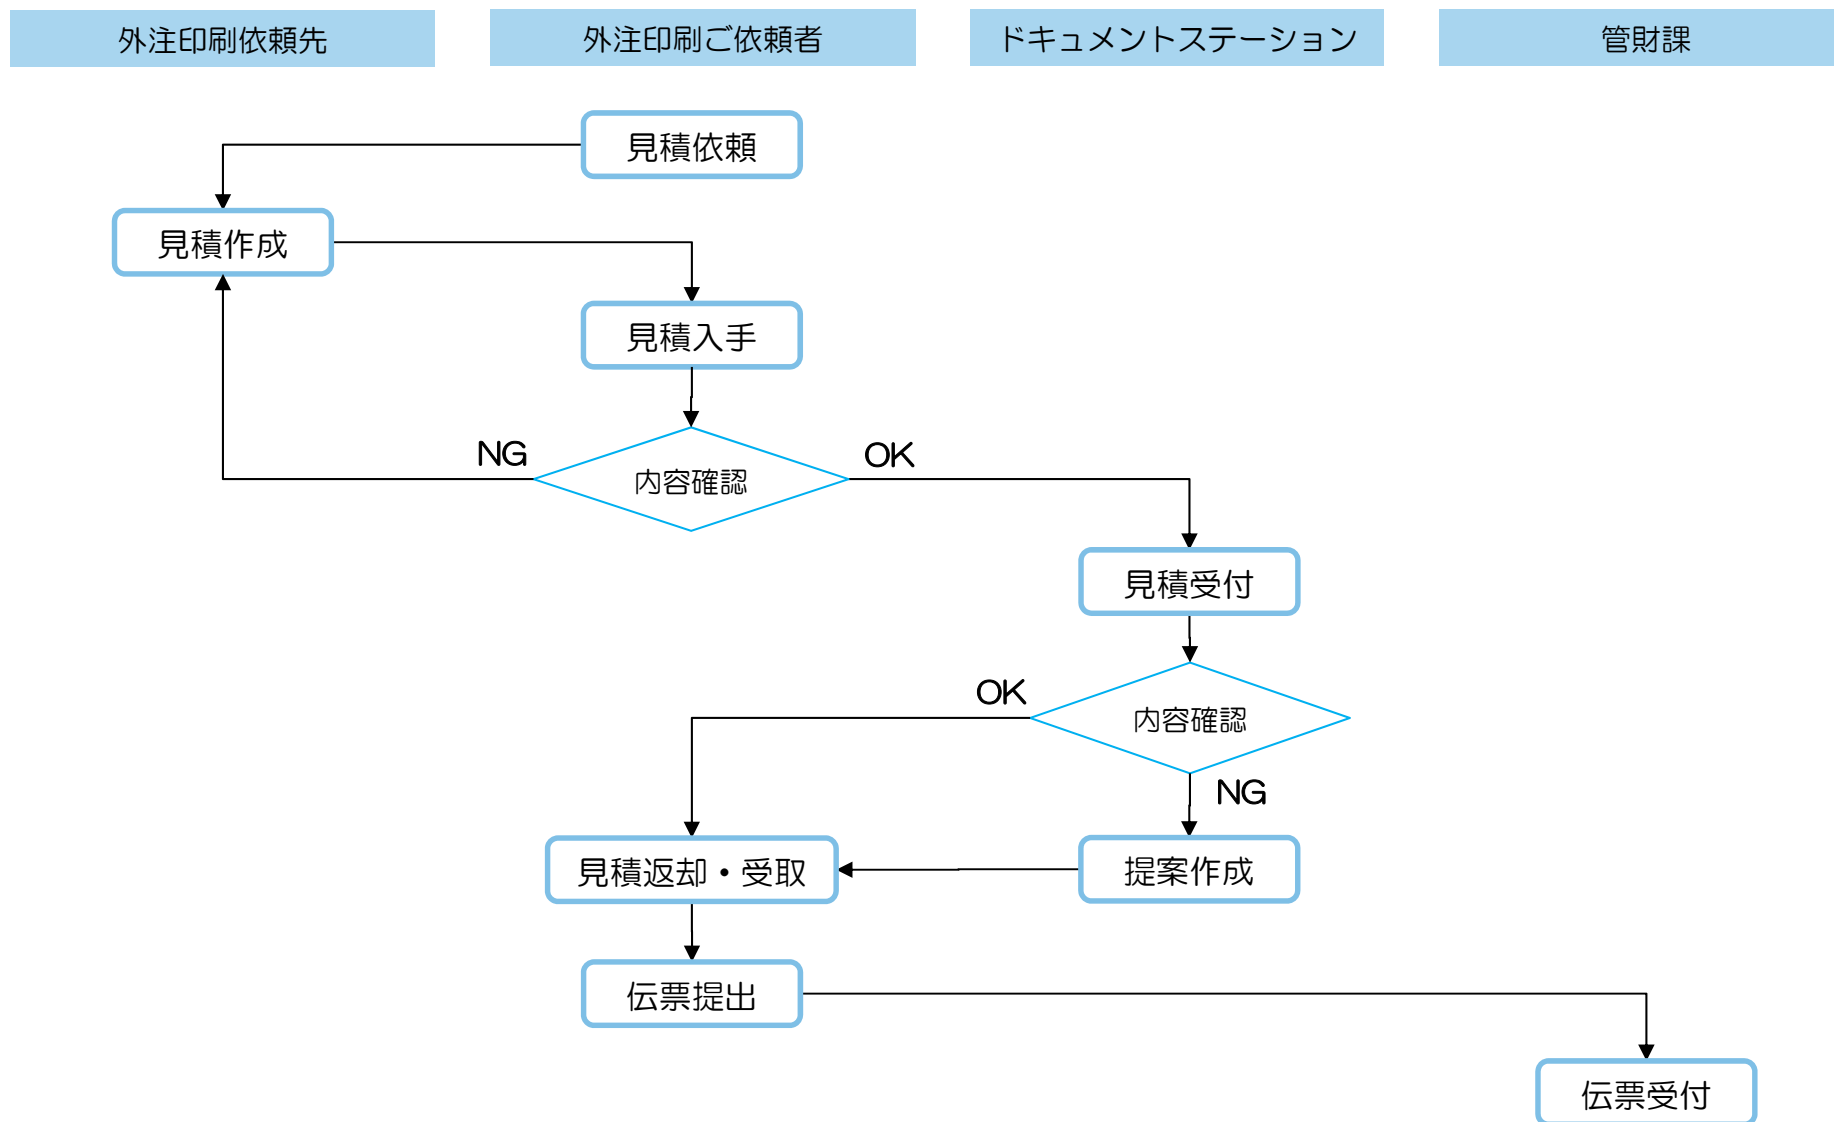 外注印刷依頼先
外注印刷ご依頼者
ドキュメントステーション
管財課
見積依頼
見積作成
見積入手
NG
OK
内容確認
見積受付
OK
内容確認
NG
見積返却・受取
提案作成
伝票提出
伝票受付